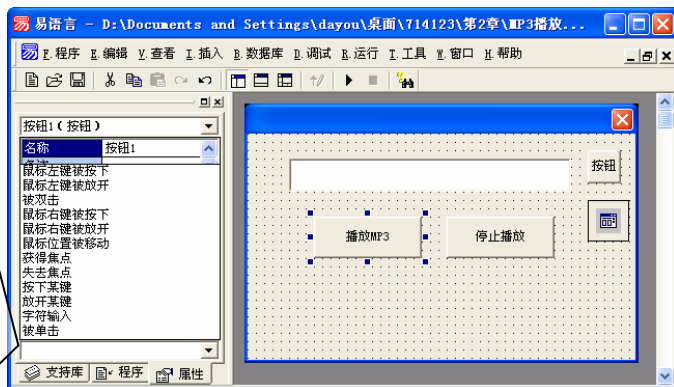 易语言 - D:\Documents and Settings\dayou\桌面\714123\第2章\MP3播放...
F.程序 E.编辑 V.查看 I.插入 B.数据库 D.调试 R.运行 T.工具 W.窗口 H.帮助
按钮1（按钮）
名称 按钮1
鼠标左键被按下
鼠标左键被放开
被双击
鼠标右键被按下
鼠标右键被放开
鼠标位置被移动
获得焦点
失去焦点
按下某键
放开某键
字符输入
被单击
支持库 程序 属性
按钮
播放MP3 停止播放